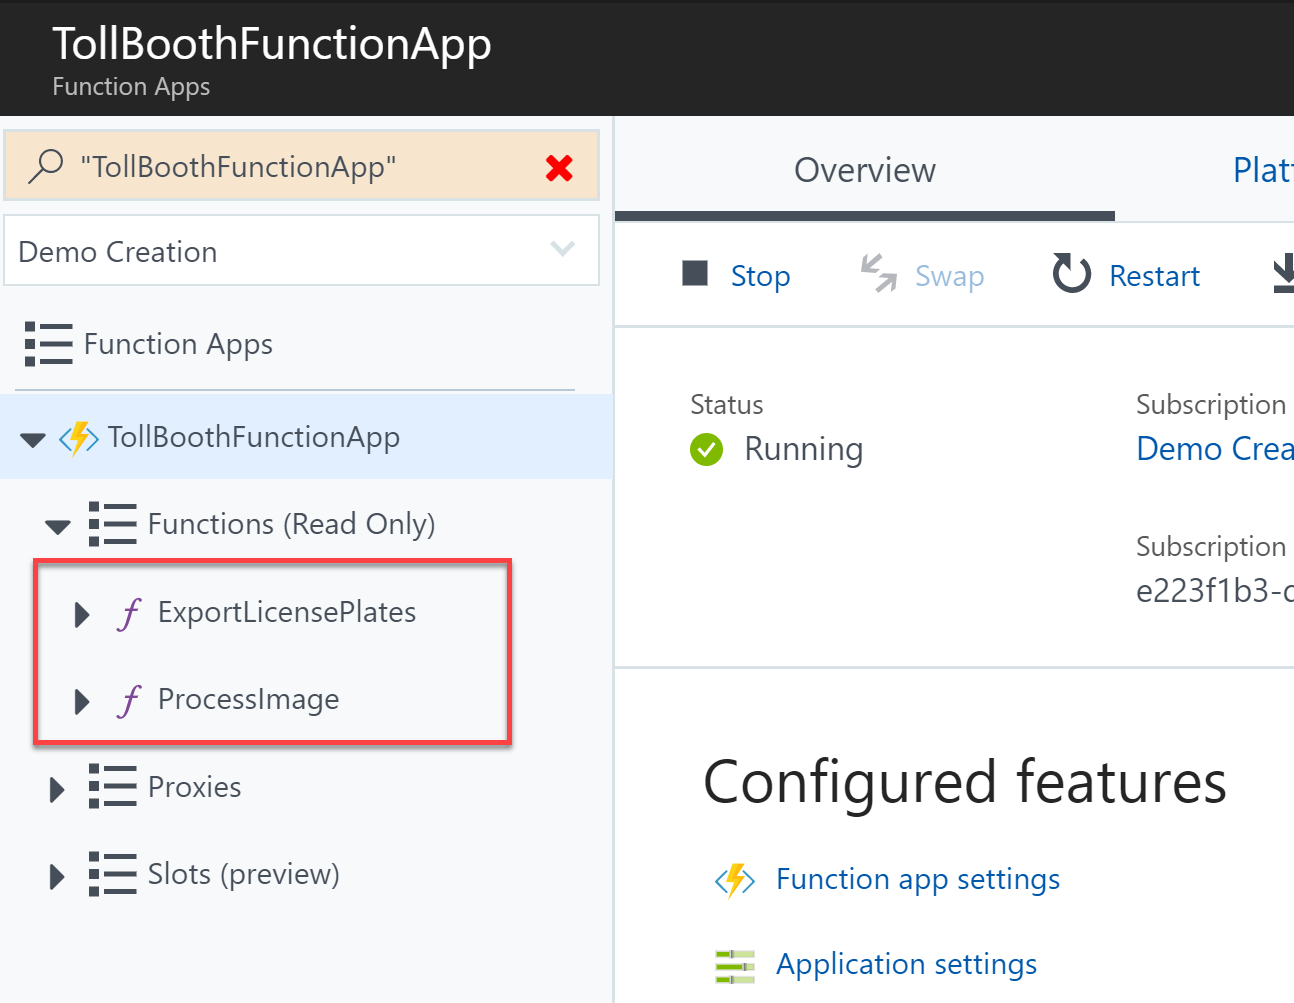 TollBoothFunctionApp
Function Apps
"TollBoothFunctionApp"
Demo Creation
Function Apps
TollBoothFunctionApp
Functions (Read Only)
ExportLicensePlates
ProcessImage
Proxies
Slots (preview)
Overview
Platf
Stop
Swap
Restart
Status
Running
Subscription
Demo Crea
Subscription
e223f1b3-c
Configured features
Function app settings
Application settings